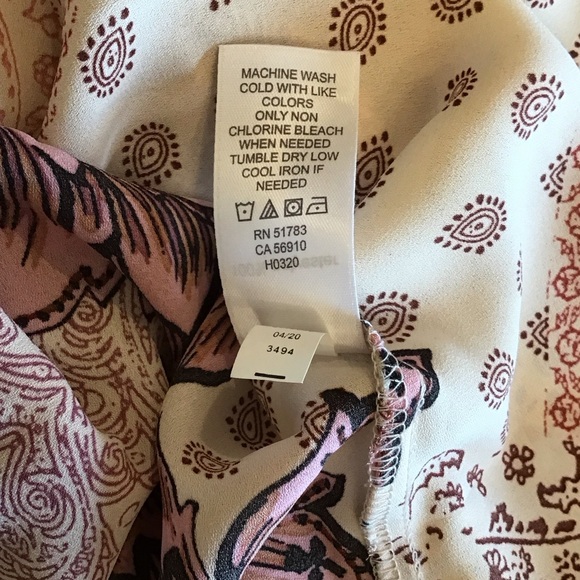 MACHINE WASH
COLD WITH LIKE
COLORS
ONLY NON
CHLORINE BLEACH
WHEN NEEDED
TUMBLE DRY LOW
COOL IRON IF
NEEDED
RN 51783
CA 56910
H0320
04/20
3494